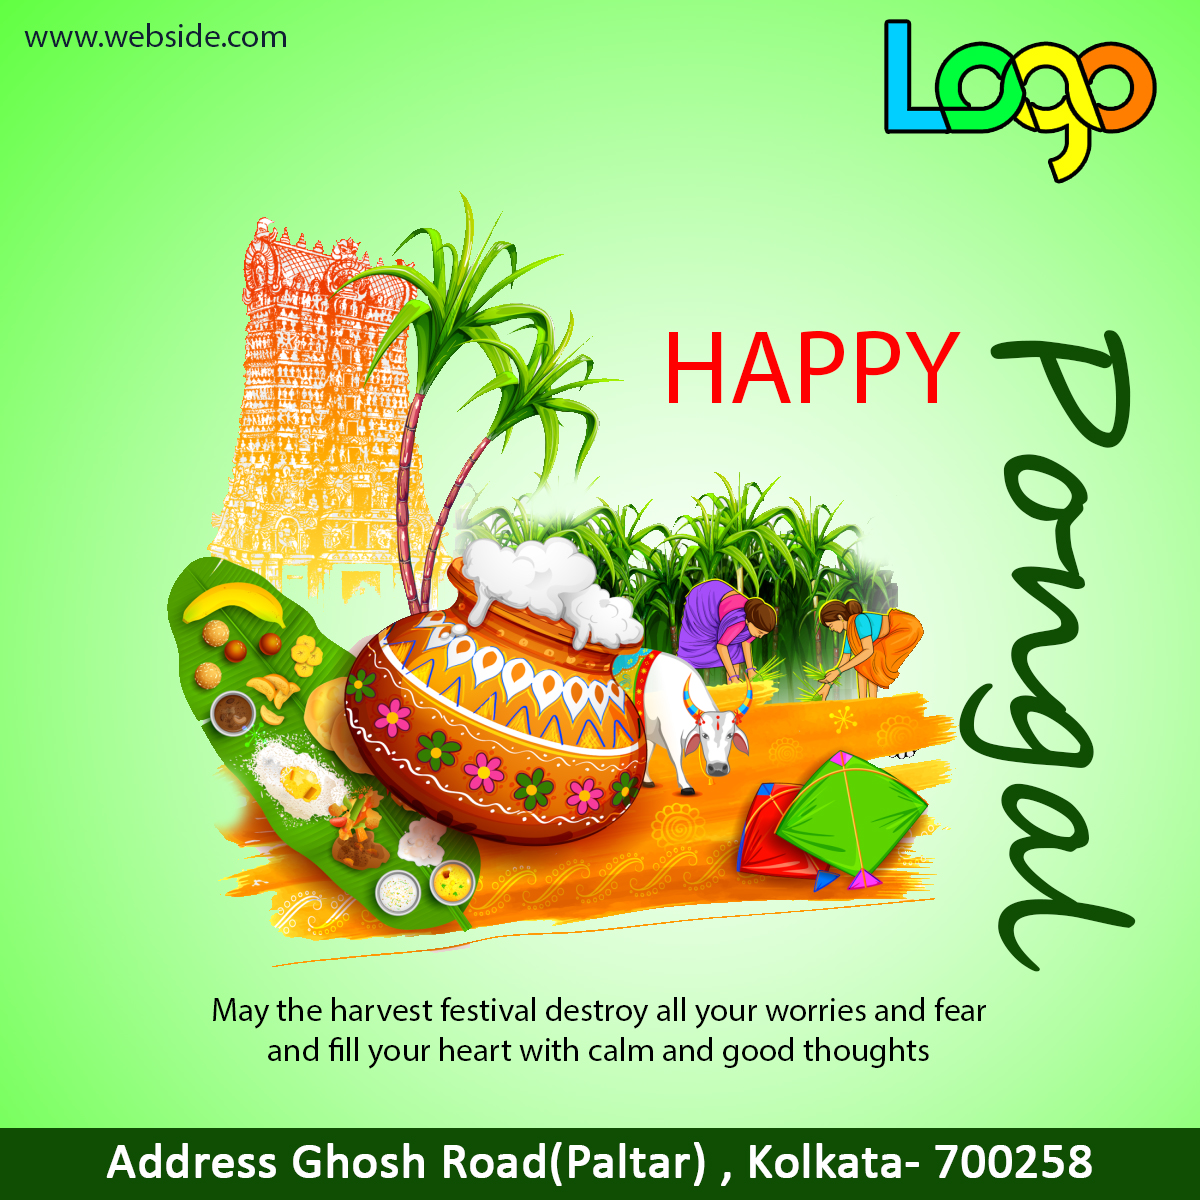 www.webside.com
Logo
HAPPY
Pongal
May the harvest festival destroy all your worries and fear
and fill your heart with calm and good thoughts
Address Ghosh Road(Paltar) , Kolkata- 700258